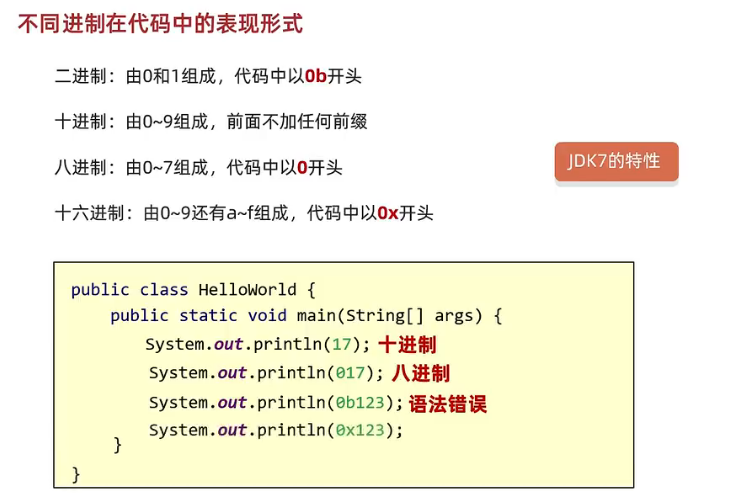 不同进制在代码中的表现形式
二进制：由0和1组成，代码中以0b开头
十进制：由0~9组成，前面不加任何前缀
八进制：由0~7组成，代码中以0开头
JDK7的特性
十六进制：由0~9还有a~f组成，代码中以0x开头
public class HelloWorld {
public static void main(String[] args) {
System.out.println(17); 十进制
System.out.println(017); 八进制
System.out.println(0b123); 语法错误
System.out.println(0x123);
}
}